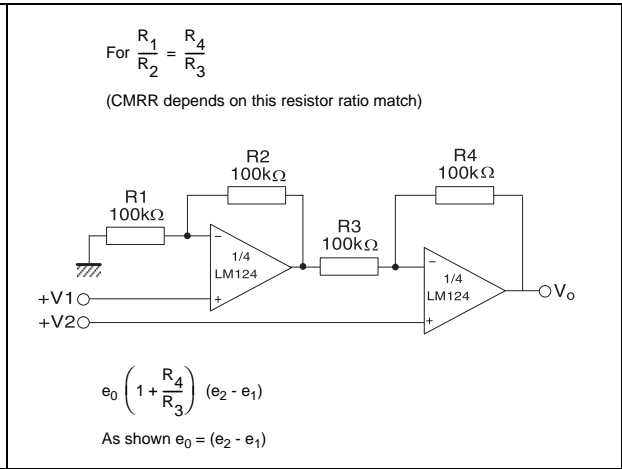 For R1/R2 = R4/R3
(CMRR depends on this resistor ratio match)
R2
100kΩ
R4
100kΩ
R1
100kΩ
R3
100kΩ
1/4
LM124
1/4
LM124
+V1
+V2
Vo
e0 (1 + R4/R3) (e2 - e1)
As shown e0 = (e2 - e1)